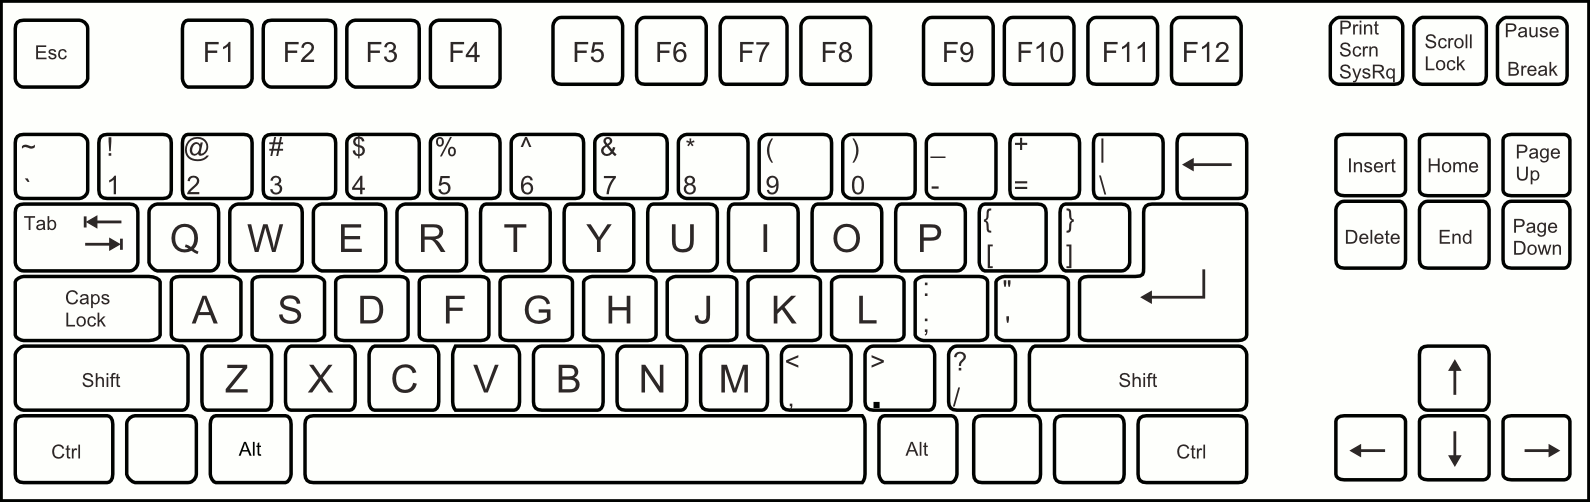 Esc F1 F2 F3 F4 F5 F6 F7 F8 F9 F10 F11 F12 Print Scrn SysRq Scroll Lock Pause Break
~ ` ! 1 @ 2 # 3 $ 4 % 5 ^ 6 & 7 * 8 ( 9 ) 0 _ - + = | \ ← Insert Home Page Up
Tab Q W E R T Y U I O P { [ } ] Delete End Page Down
Caps Lock A S D F G H J K L : ; " '
Shift Z X C V B N M < , > . ? / Shift ↑
Ctrl Alt Alt Ctrl ← ↓ →